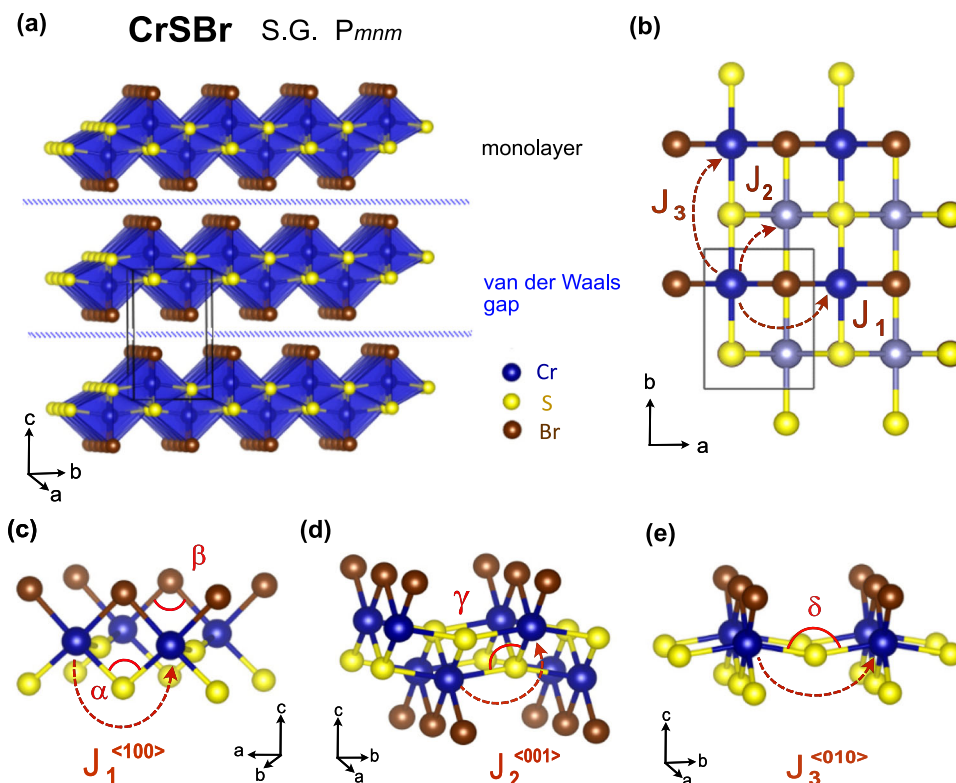 (a) CrSBr S.G. Pmnm
(b)
monolayer
van der Waals
gap
Cr
S
Br
c
b
a
J2
J3
J1
b
a
(c)
β
α
J1<100>
c
a
b
(d)
γ
J2<001>
c
b
a
(e)
δ
J3<010>
c
b
a